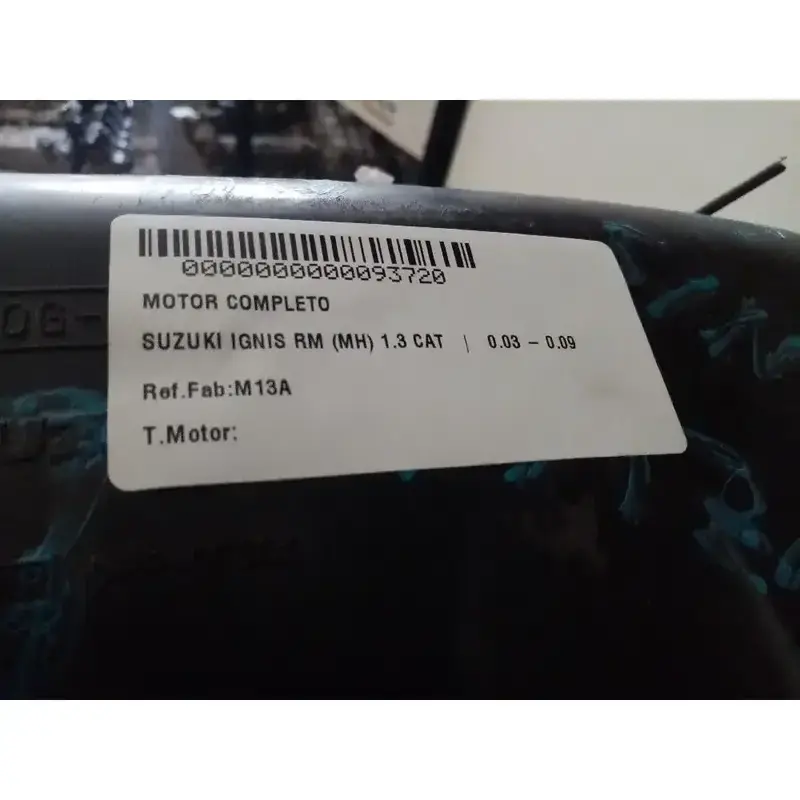 0000000000093720
MOTOR COMPLETO
SUZUKI IGNIS RM (MH) 1.3 CAT | 0.03 - 0.09
Ref.Fab:M13A
T.Motor: